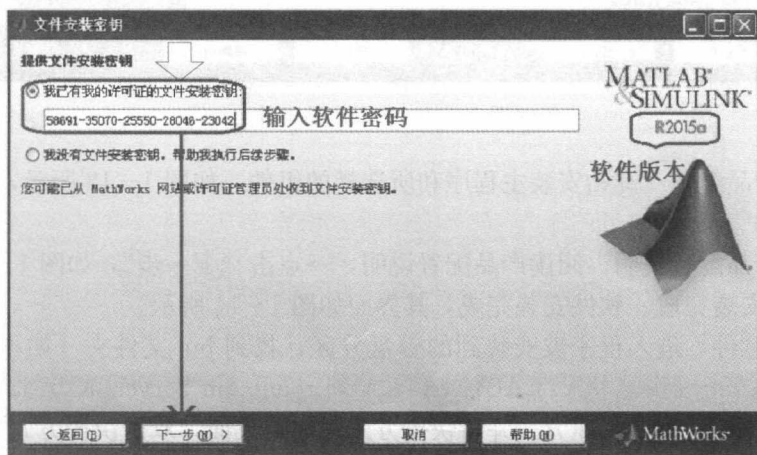 文件安装密钥
提供文件安装密钥
我已有我的许可证的文件安装密钥:
58691-35070-25550-28048-23042
输入软件密码
我没有文件安装密钥。帮助我执行后续步骤。
您可能已从 MathWorks 网站或许可证管理员处收到文件安装密钥。
MATLAB®
&SIMULINK®
R2015a
软件版本
< 返回(B)
下一步(N) >
取消
帮助(H)
MathWorks®